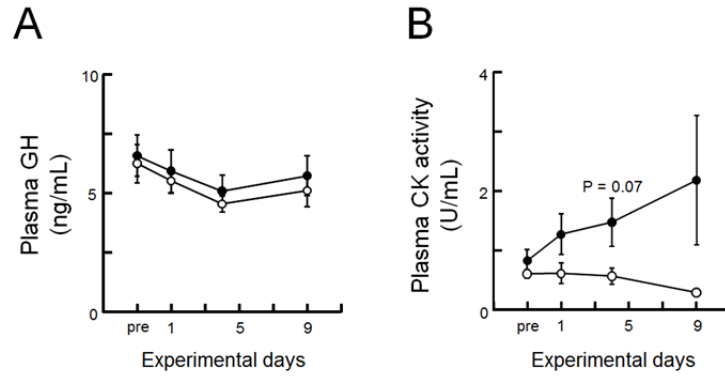 A
Plasma GH
(ng/mL)
10
5
0
pre 1 5 9
Experimental days
B
Plasma CK activity
(U/mL)
4
2
0
P = 0.07
pre 1 5 9
Experimental days